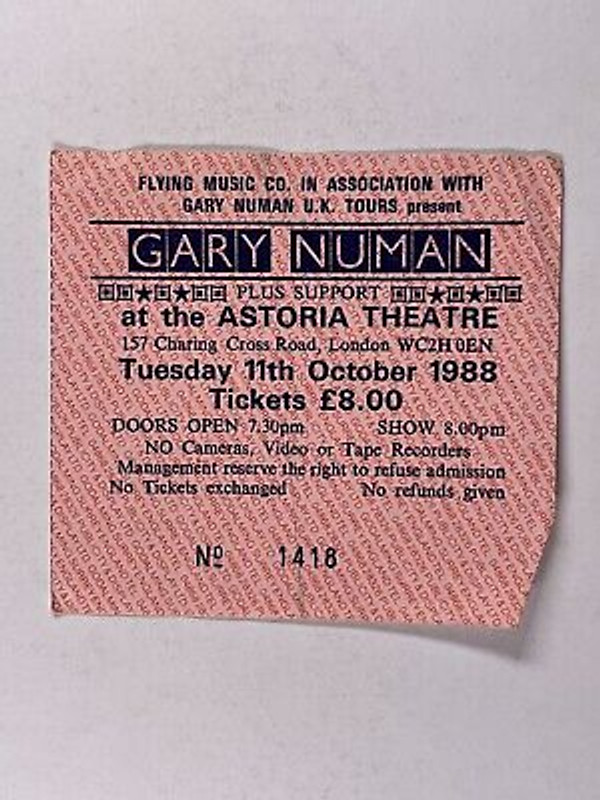 FLYING MUSIC CO. IN ASSOCIATION WITH
GARY NUMAN U.K. TOURS present
GARY NUMAN
PLUS SUPPORT
at the ASTORIA THEATRE
157 Charing Cross Road, London WC2H 0EN
Tuesday 11th October 1988
Tickets £8.00
DOORS OPEN 7.30pm SHOW 8.00pm
NO Cameras, Video or Tape Recorders
Management reserve the right to refuse admission
No Tickets exchanged No refunds given
Nº 1418